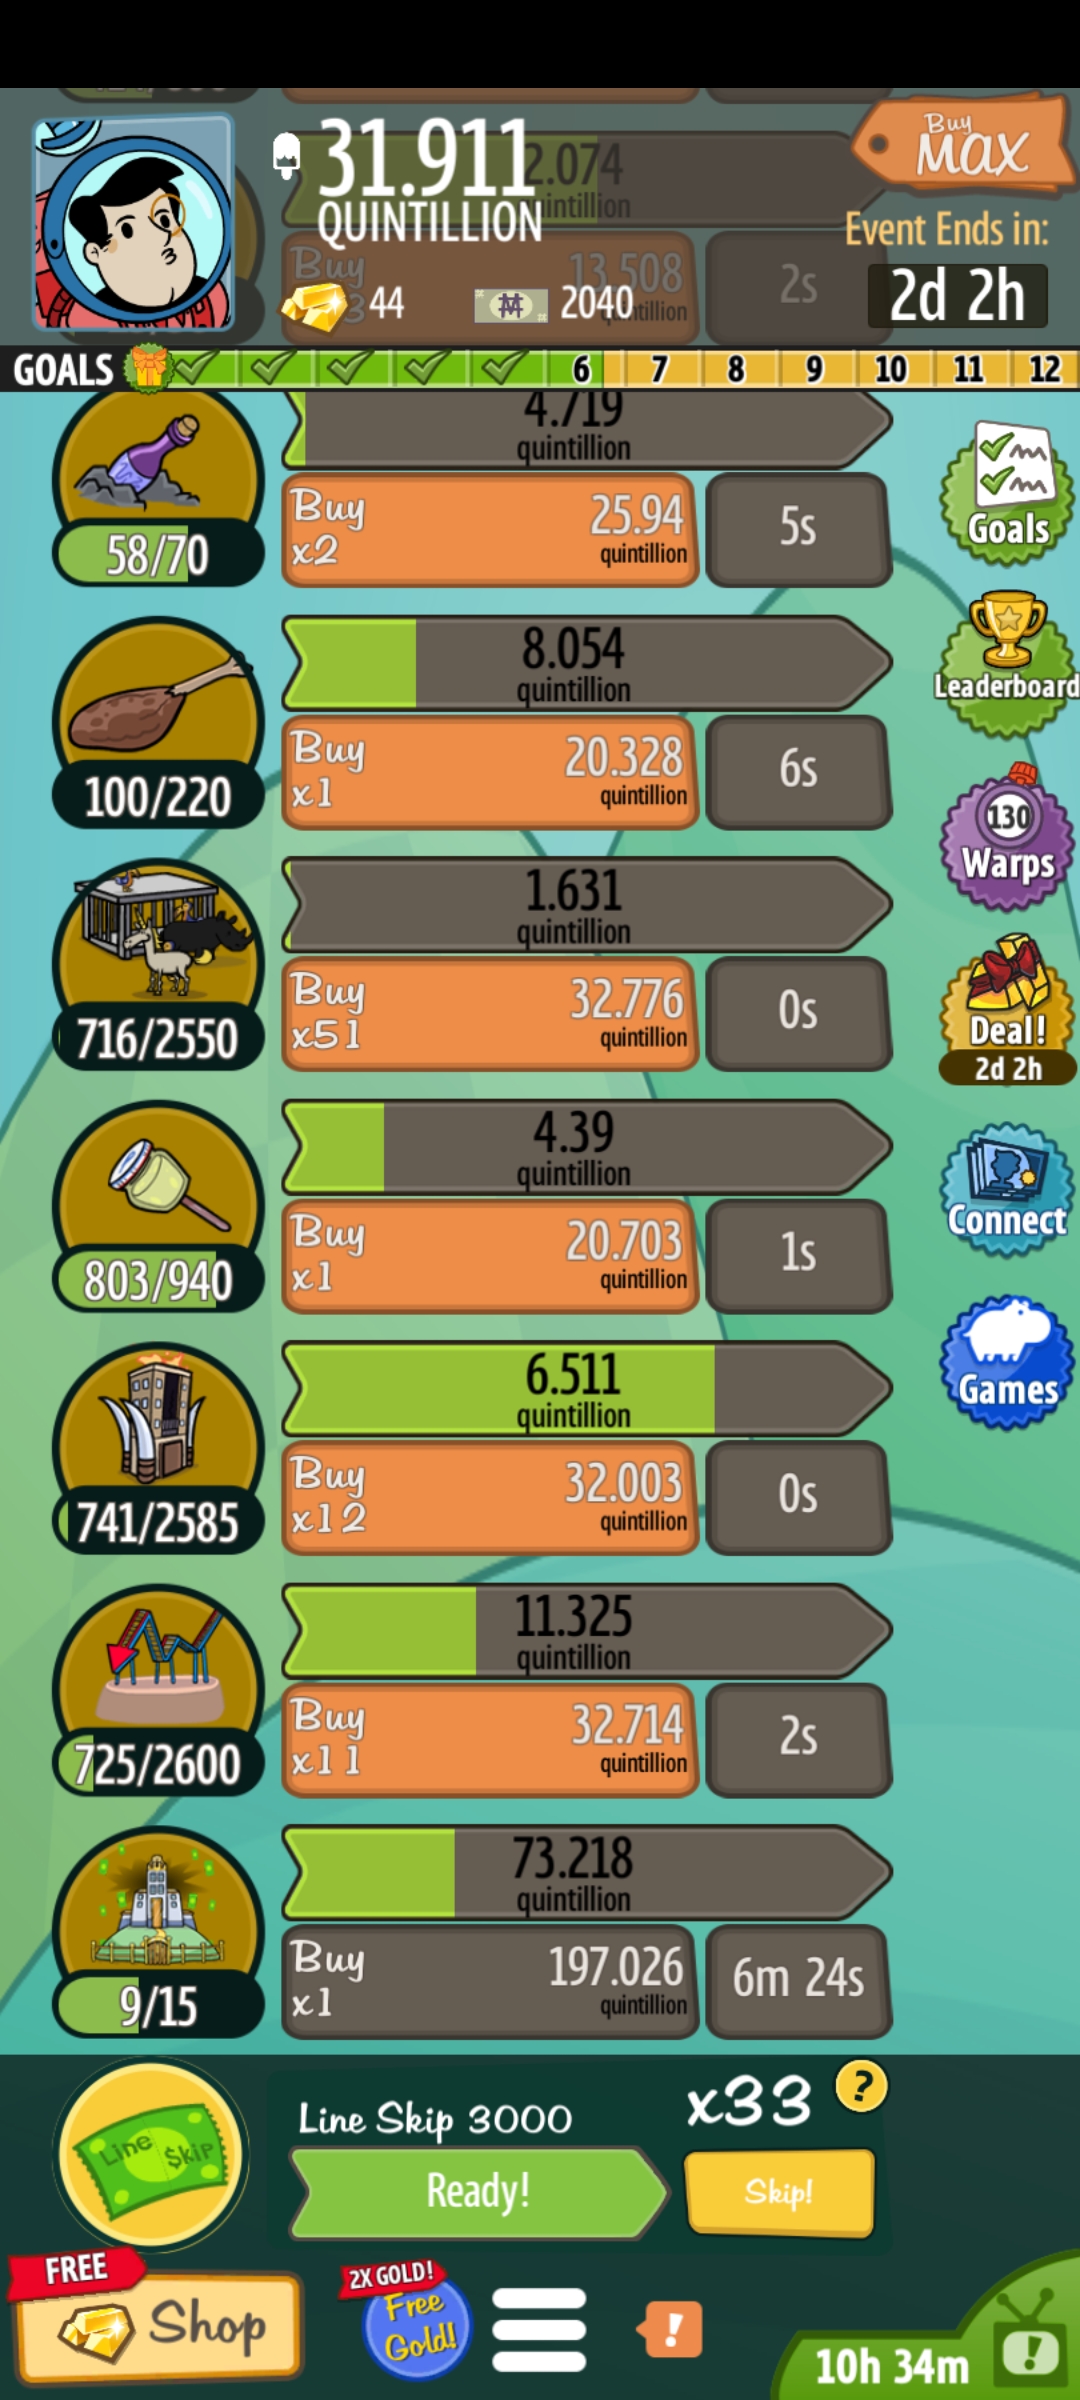 31.911
QUINTILLION
Buy
MAX
2.074
Event Ends in:
Buy
13.508
2s
44
2040
2d 2h
GOALS
6
7
8
9
10
11
12
4.719
quintillion
Buy
x2
25.94
quintillion
5s
58/70
Goals
8.054
quintillion
Buy
x1
20.328
quintillion
6s
100/220
Leaderboard
130
Warps
1.631
quintillion
Buy
x51
32.776
quintillion
0s
716/2550
Deal!
2d 2h
4.39
quintillion
Buy
x1
20.703
quintillion
1s
803/940
Connect
6.511
quintillion
Buy
x12
32.003
quintillion
0s
741/2585
Games
11.325
quintillion
Buy
x11
32.714
quintillion
2s
725/2600
73.218
quintillion
Buy
x1
197.026
quintillion
6m 24s
9/15
Line $kip
Line Skip 3000
x33
?
Ready!
Skip!
FREE
Shop
2X GOLD!
Free
Gold!
!
10h 34m
!